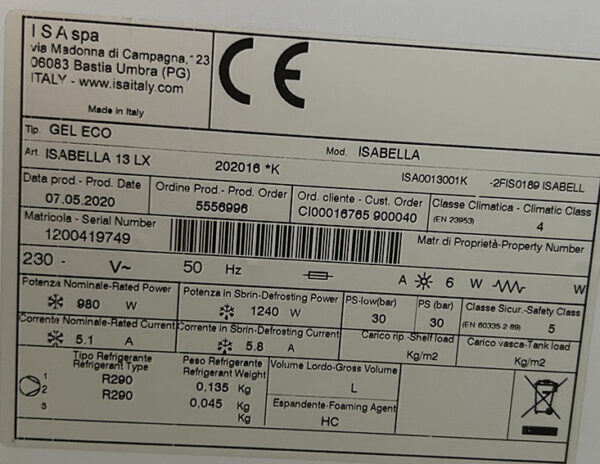 ISA spa
via Madonna di Campagna,123
06083 Bastia Umbra (PG)
ITALY - www.isaitaly.com
Made in Italy
CE
Tip. GEL ECO
Mod. ISABELLA
Art. ISABELLA 13 LX 202016 *K ISA0013001K -2FIS0189 ISABELL
Data prod.- Prod. Date
07.05.2020
Ordine Prod.- Prod. Order
5556996
Ord. cliente - Cust. Order
CI00016765 900040
Classe Climatica - Climatic Class
(EN 23953) 4
Matricola - Serial Number
1200419749
Matr di Proprietà-Property Number
230 - V~ 50 Hz A 6 W W
Potenza Nominale-Rated Power
980 W
Potenza in Sbrin-Defrosting Power
1240 W
PS-low(bar)
30
PS (bar)
30
Classe Sicur.-Safety Class
(EN 60335 2 89) 5
Corrente Nominale-Rated Current
5.1 A
Corrente in Sbrin-Defrosting Current
5.8 A
Carico rip -Shelf load
Kg/m2
Carico vasca-Tank load
Kg/m2
Tipo Refrigerante
Refrigerant Type
1 R290
2 R290
3
Peso Refrigerante
Refrigerant Weight
0,135 Kg
0,045 Kg
Kg
Volume Lordo-Gross Volume
L
Espandente-Foaming Agent
HC